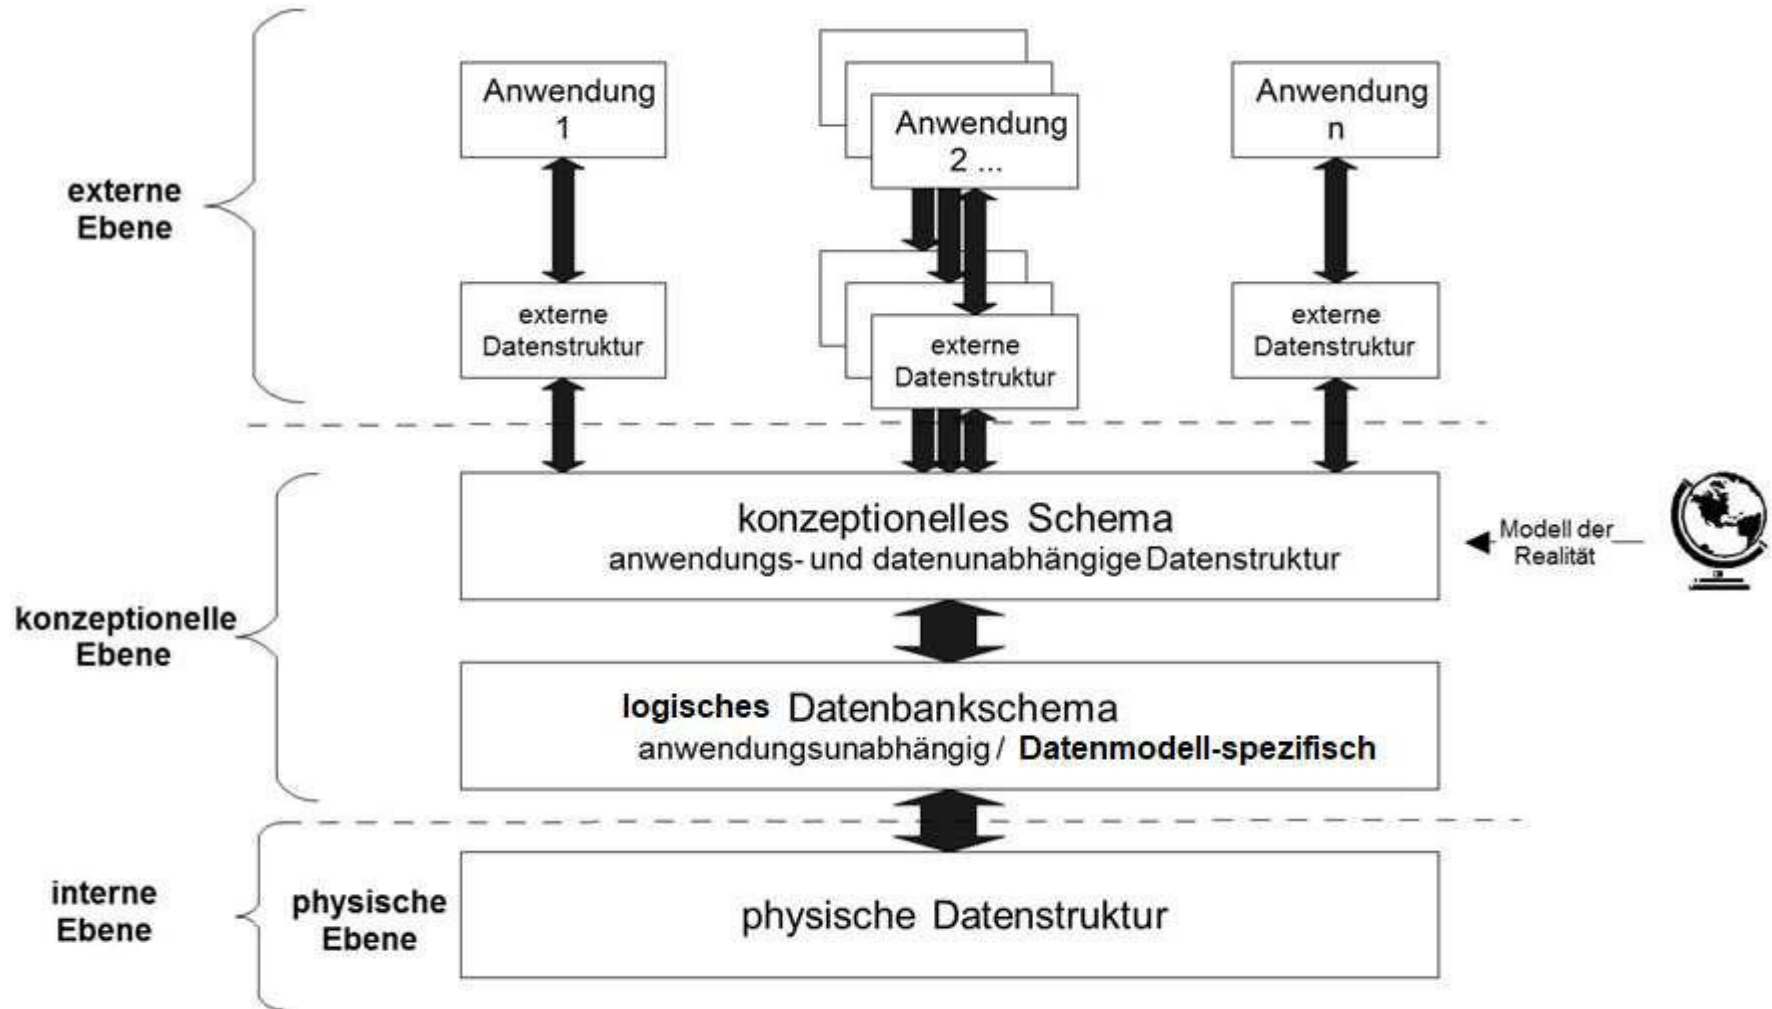 externe
Ebene
Anwendung
1
Anwendung
2 ...
Anwendung
n
externe
Datenstruktur
externe
Datenstruktur
externe
Datenstruktur
konzeptionelle
Ebene
konzeptionelles Schema
anwendungs- und datenunabhängige Datenstruktur
Modell der
Realität
logisches Datenbankschema
anwendungsunabhängig / Datenmodell-spezifisch
interne
Ebene
physische
Ebene
physische Datenstruktur